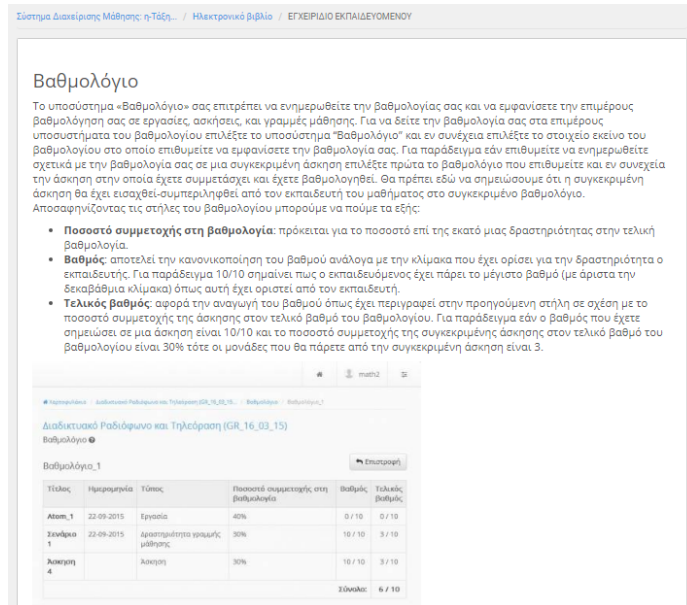 Σύστημα Διαχείρισης Μάθησης: η-Τάξη... / Ηλεκτρονικό βιβλίο / ΕΓΧΕΙΡΙΔΙΟ ΕΚΠΑΙΔΕΥΟΜΕΝΟΥ
Βαθμολόγιο
Το υποσύστημα «Βαθμολόγιο» σας επιτρέπει να ενημερωθείτε την βαθμολογίας σας και να εμφανίσετε την επιμέρους
βαθμολόγηση σας σε εργασίες, ασκήσεις, και γραμμές μάθησης. Για να δείτε την βαθμολογία σας στα επιμέρους
υποσυστήματα του βαθμολογίου επιλέξτε το υποσύστημα "Βαθμολόγιο" και εν συνέχεια επιλέξτε το στοιχείο εκείνο του
βαθμολογίου στο οποίο επιθυμείτε να εμφανίσετε την βαθμολογία σας. Για παράδειγμα εάν επιθυμείτε να ενημερωθείτε
σχετικά με την βαθμολογία σας σε μια συγκεκριμένη άσκηση επιλέξτε πρώτα το βαθμολόγιο που επιθυμείτε και εν συνεχεία
την άσκηση στην οποία έχετε συμμετάσχει και έχετε βαθμολογηθεί. Θα πρέπει εδώ να σημειώσουμε ότι η συγκεκριμένη
άσκηση θα έχει εισαχθεί-συμπεριληφθεί από τον εκπαιδευτή του μαθήματος στο συγκεκριμένο βαθμολόγιο.
Αποσαφηνίζοντας τις στήλες του βαθμολογίου μπορούμε να πούμε τα εξής:
• Ποσοστό συμμετοχής στη βαθμολογία: πρόκειται για το ποσοστό επί της εκατό μιας δραστηριότητας στην τελική
βαθμολογία.
• Βαθμός: αποτελεί την κανονικοποίηση του βαθμού ανάλογα με την κλίμακα που έχει ορίσει για την δραστηριότητα ο
εκπαιδευτής. Για παράδειγμα 10/10 σημαίνει πως ο εκπαιδευόμενος έχει πάρει το μέγιστο βαθμό (με άριστα την
δεκαβάθμια κλίμακα) όπως αυτή έχει οριστεί από τον εκπαιδευτή.
• Τελικός βαθμός: αφορά την αναγωγή του βαθμού όπως έχει περιγραφεί στην προηγούμενη στήλη σε σχέση με το
ποσοστό συμμετοχής της άσκησης στον τελικό βαθμό του βαθμολογίου. Για παράδειγμα εάν ο βαθμός που έχετε
σημειώσει σε μια άσκηση είναι 10/10 και το ποσοστό συμμετοχής της συγκεκριμένης άσκησης στον τελικό βαθμό του
βαθμολογίου είναι 30% τότε οι μονάδες που θα πάρετε από την συγκεκριμένη άσκηση είναι 3.
math2
Χαρτοφυλάκιο / Διαδικτυακό Ραδιόφωνο και Τηλεόραση (GR_16_03_15... / Βαθμολόγιο / Βαθμολόγιο_1
Διαδικτυακό Ραδιόφωνο και Τηλεόραση (GR_16_03_15)
Βαθμολόγιο
Επιστροφή
Βαθμολόγιο_1
Τίτλος Ημερομηνία Τύπος Ποσοστό συμμετοχής στη Βαθμός Τελικός
βαθμολογία βαθμός
Atom_1 22-09-2015 Εργασία 40% 0 / 10 0 / 10
Σενάριο 22-09-2015 Δραστηριότητα γραμμής 30% 10 / 10 3 / 10
1 μάθησης
Άσκηση Άσκηση 30% 10 / 10 3 / 10
4
Σύνολο: 6 / 10